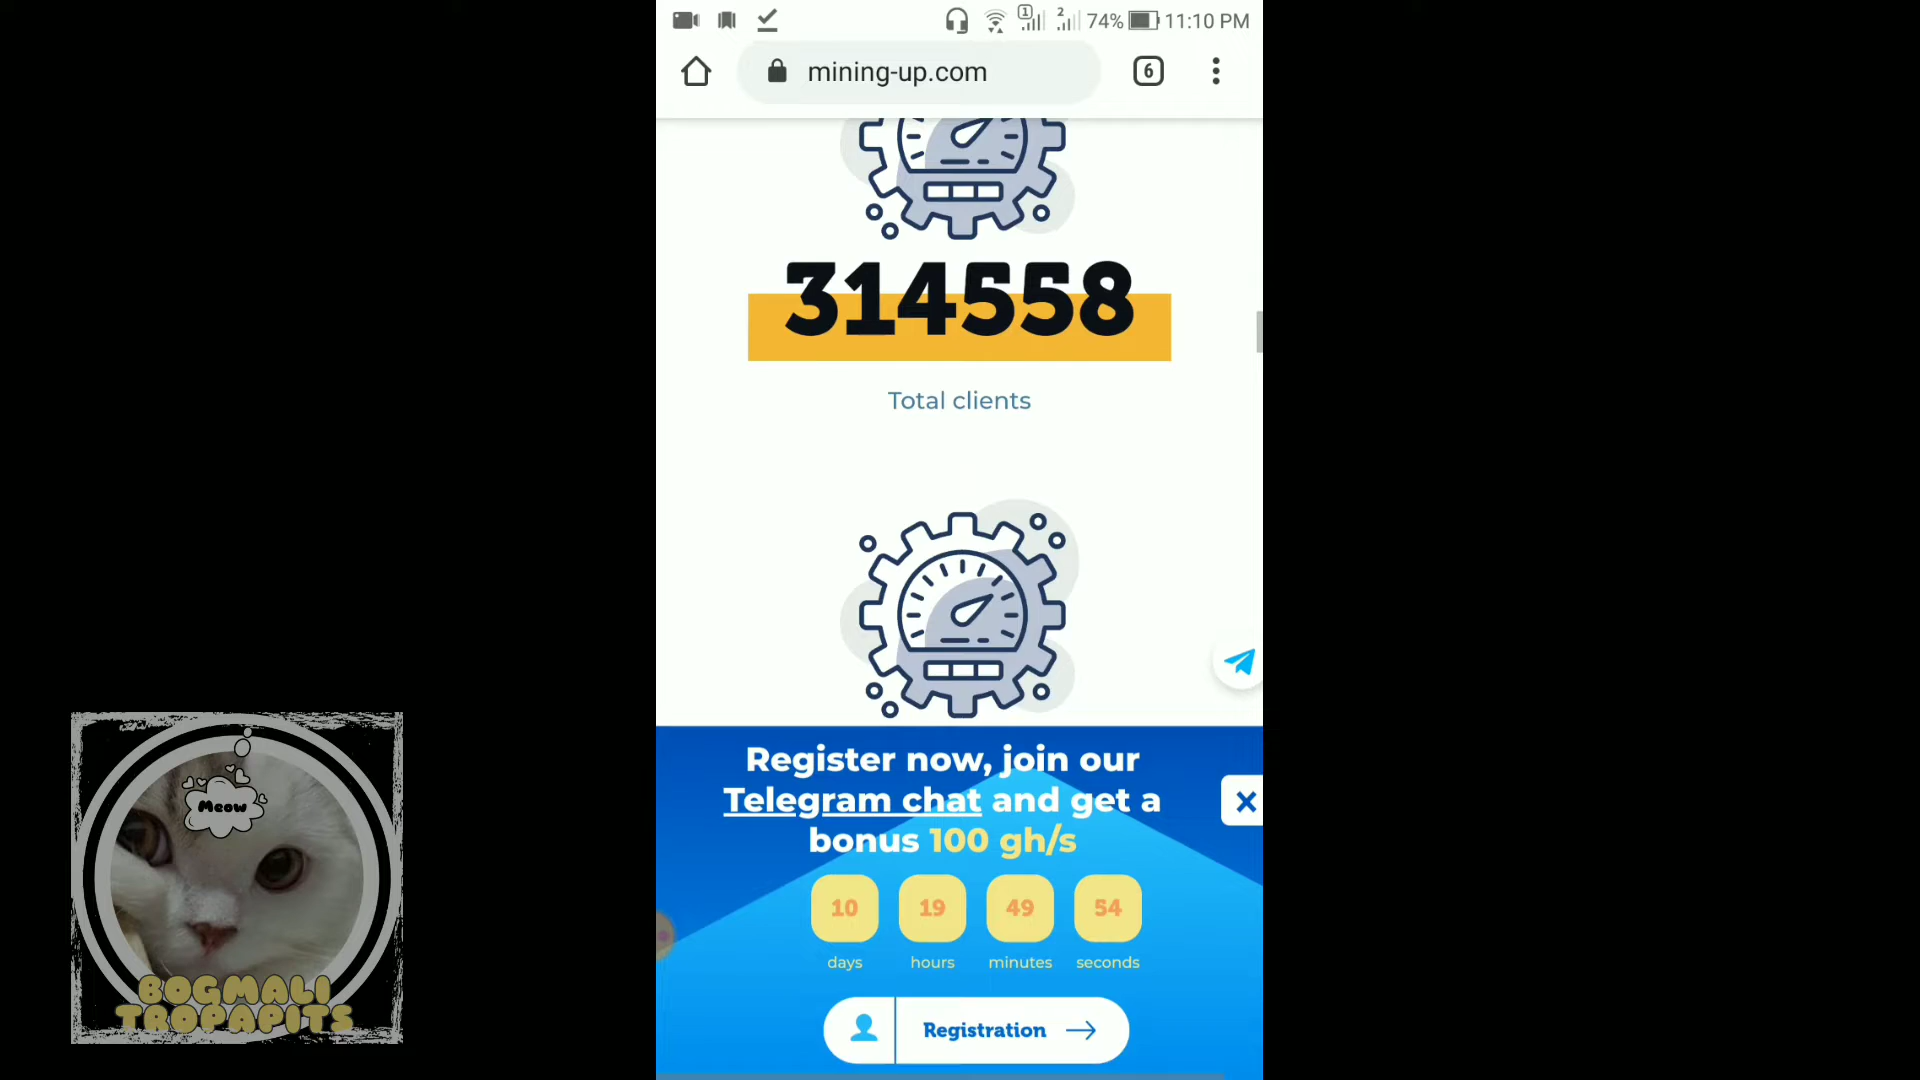 74% 11:10 PM
mining-up.com
6
314558
Total clients
Register now, join our
Telegram chat and get a
bonus 100 gh/s
10 19 49 54
days hours minutes seconds
Registration
Meow
BOGMALI
TROPAPITS